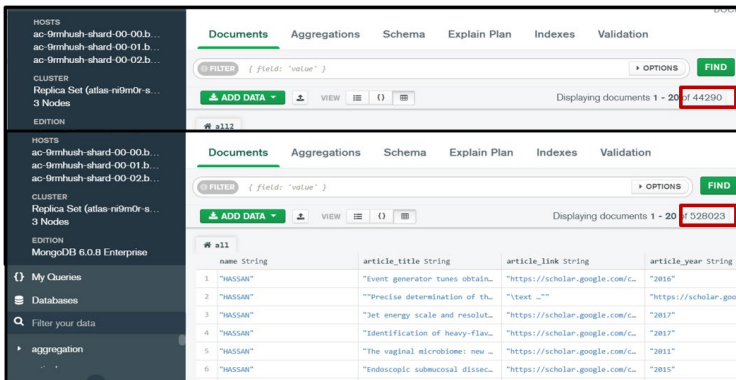 HOSTS
ac-9rmhush-shard-00-00.b...
ac-9rmhush-shard-00-01.b...
ac-9rmhush-shard-00-02.b...
CLUSTER
Replica Set (atlas-ni9m0r-s...
3 Nodes
EDITION
Documents Aggregations Schema Explain Plan Indexes Validation
FILTER { field: 'value' } OPTIONS FIND
ADD DATA VIEW {} Displaying documents 1 - 20 of 44290
all2
HOSTS
ac-9rmhush-shard-00-00.b...
ac-9rmhush-shard-00-01.b...
ac-9rmhush-shard-00-02.b...
CLUSTER
Replica Set (atlas-ni9m0r-s...
3 Nodes
EDITION
MongoDB 6.0.8 Enterprise
{} My Queries
Databases
Filter your data
aggregation
Documents Aggregations Schema Explain Plan Indexes Validation
FILTER { field: 'value' } OPTIONS FIND
ADD DATA VIEW {} Displaying documents 1 - 20 of 528023
all
name String article_title String article_link String article_year String
1 "HASSAN" "Event generator tunes obtain… "https://scholar.google.com/c… "2016"
2 "HASSAN" ""Precise determination of th… "\text …"" "https://scholar.goo
3 "HASSAN" "Jet energy scale and resolut… "https://scholar.google.com/c… "2017"
4 "HASSAN" "Identification of heavy-flav… "https://scholar.google.com/c… "2017"
5 "HASSAN" "The vaginal microbiome: new … "https://scholar.google.com/c… "2011"
6 "HASSAN" "Endoscopic submucosal dissec… "https://scholar.google.com/c… "2015"